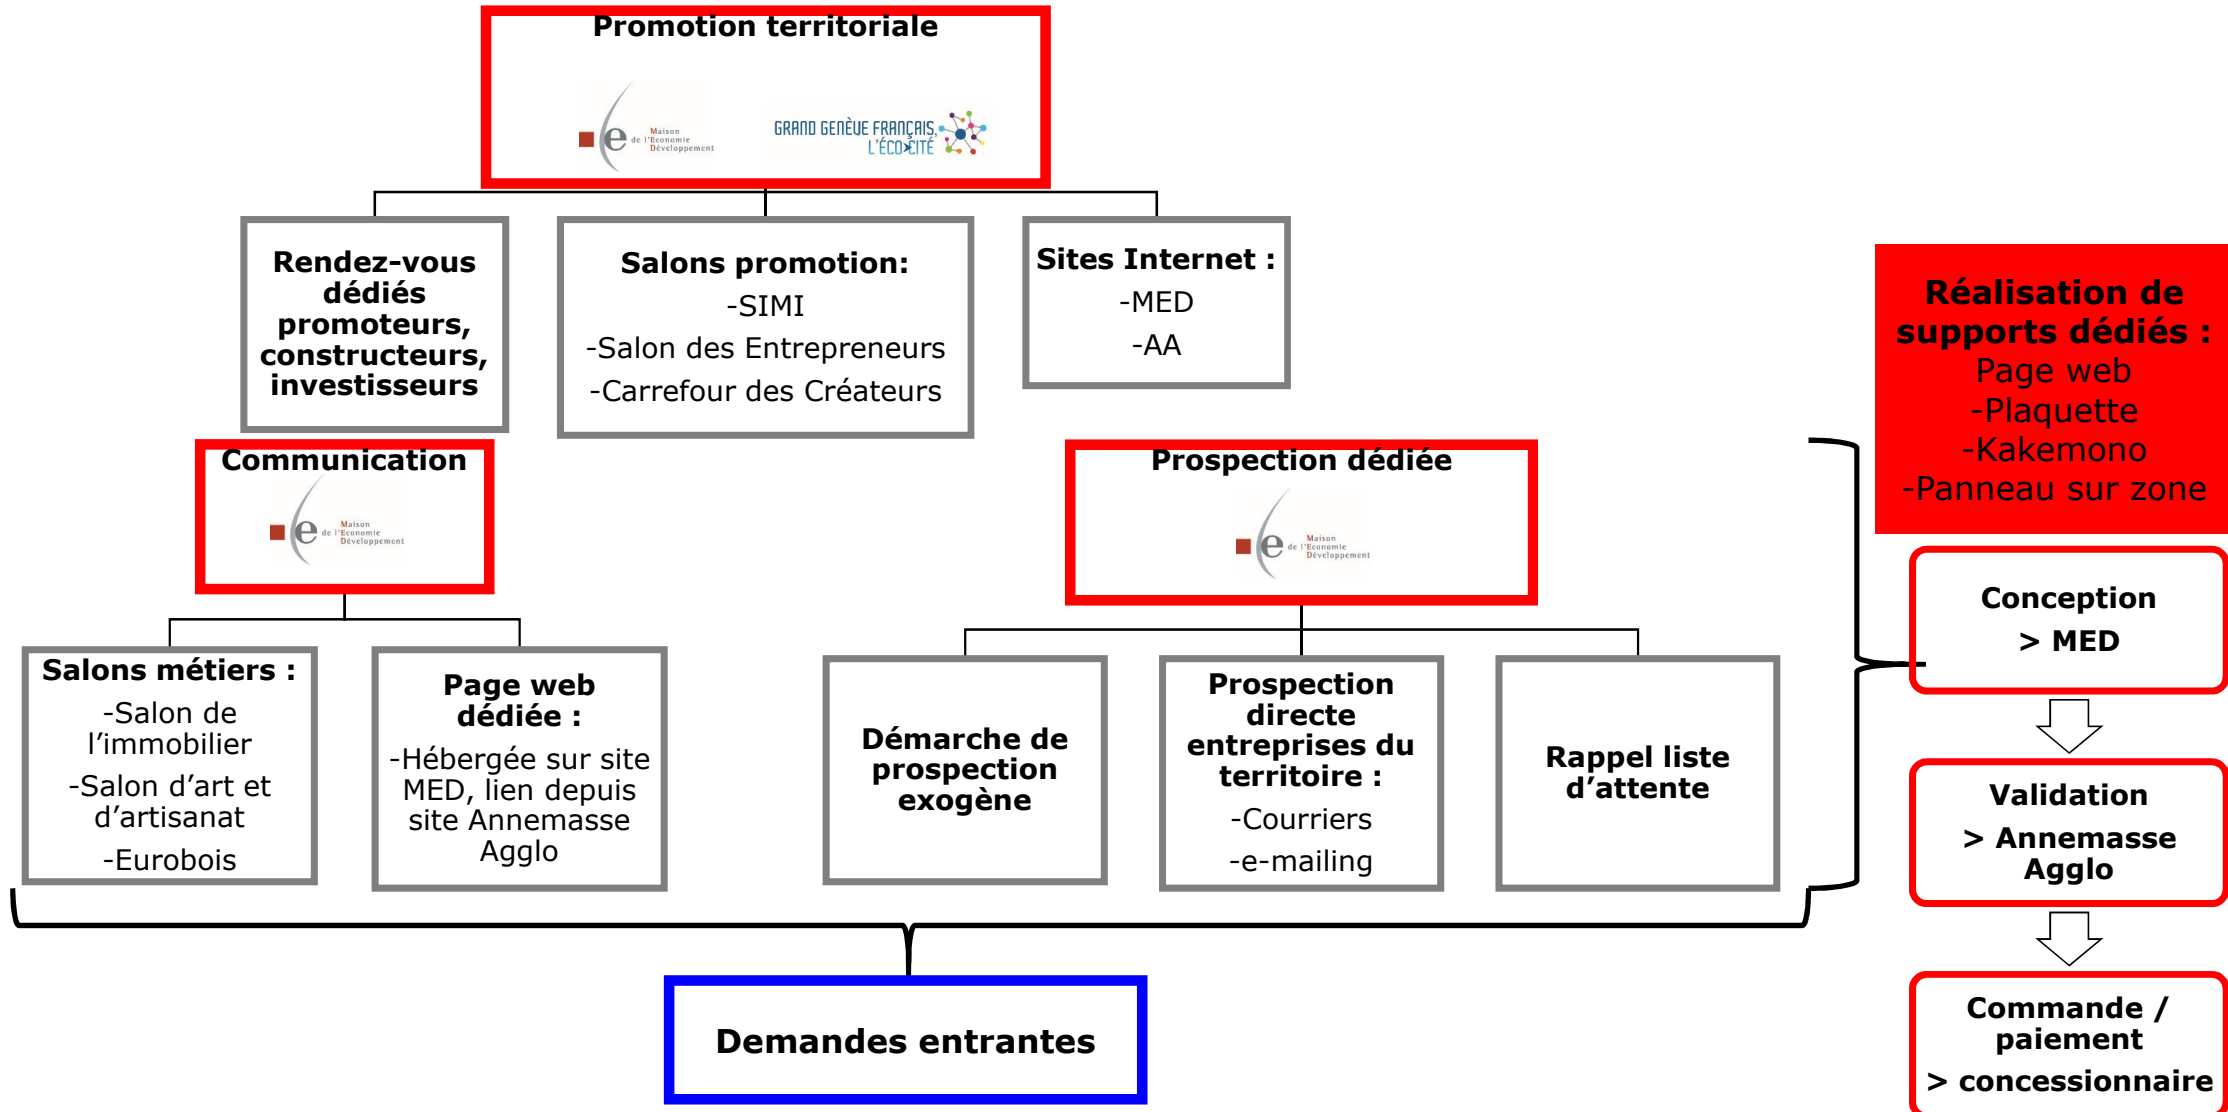 Promotion territoriale
e Maison
de l'Economie
Développement
GRAND GENÈVE FRANÇAIS,
L'ÉCO CITÉ
Rendez-vous
dédiés
promoteurs,
constructeurs,
investisseurs
Salons promotion:
-SIMI
-Salon des Entrepreneurs
-Carrefour des Créateurs
Sites Internet :
-MED
-AA
Réalisation de
supports dédiés :
Page web
-Plaquette
-Kakemono
-Panneau sur zone
Communication
e Maison
de l'Economie
Développement
Prospection dédiée
e Maison
de l'Economie
Développement
Salons métiers :
-Salon de
l’immobilier
-Salon d’art et
d’artisanat
-Eurobois
Page web
dédiée :
-Hébergée sur site
MED, lien depuis
site Annemasse
Agglo
Démarche de
prospection
exogène
Prospection
directe
entreprises du
territoire :
-Courriers
-e-mailing
Rappel liste
d’attente
Conception
> MED
Validation
> Annemasse
Agglo
Commande /
paiement
> concessionnaire
Demandes entrantes